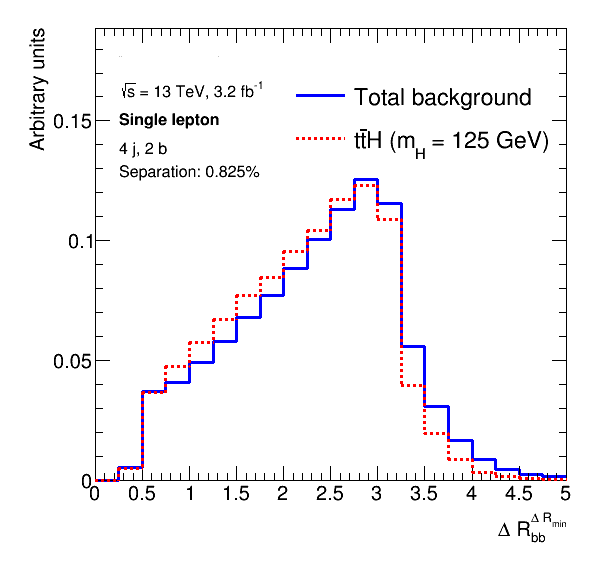 Arbitrary units
√s = 13 TeV, 3.2 fb⁻¹
Single lepton
4 j, 2 b
Separation: 0.825%
Total background
tt̄H (m_H = 125 GeV)
0.15
0.1
0.05
0
0 0.5 1 1.5 2 2.5 3 3.5 4 4.5 5
Δ R_bb^Δ R_min